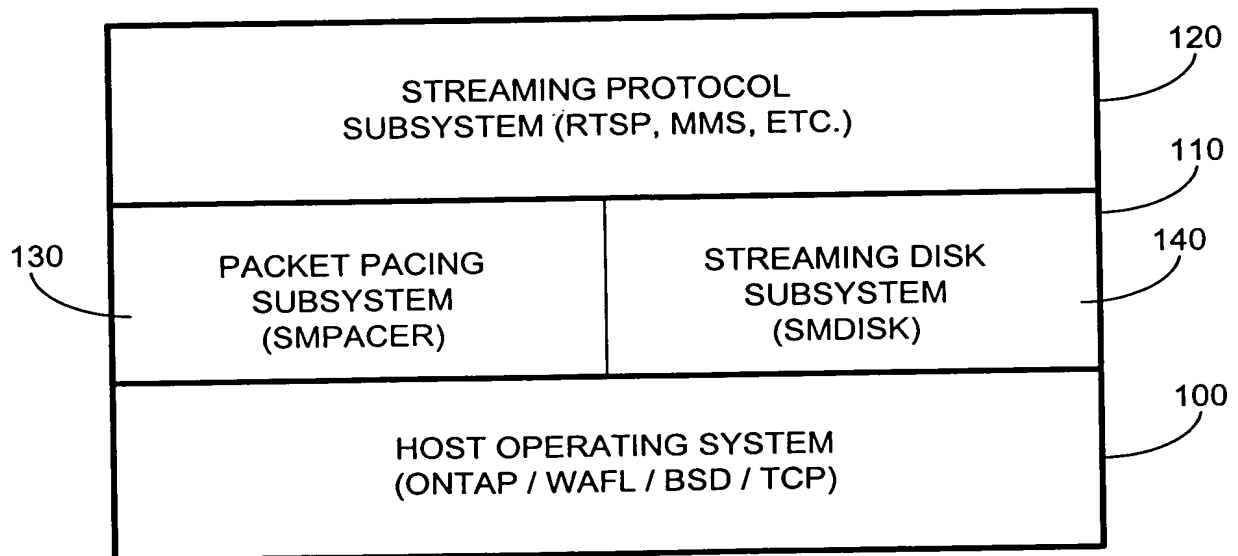 STREAMING PROTOCOL
SUBSYSTEM (RTSP, MMS, ETC.)
120
110
130
PACKET PACING
SUBSYSTEM
(SMPACER)
STREAMING DISK
SUBSYSTEM
(SMDISK)
140
HOST OPERATING SYSTEM
(ONTAP / WAFL / BSD / TCP)
100